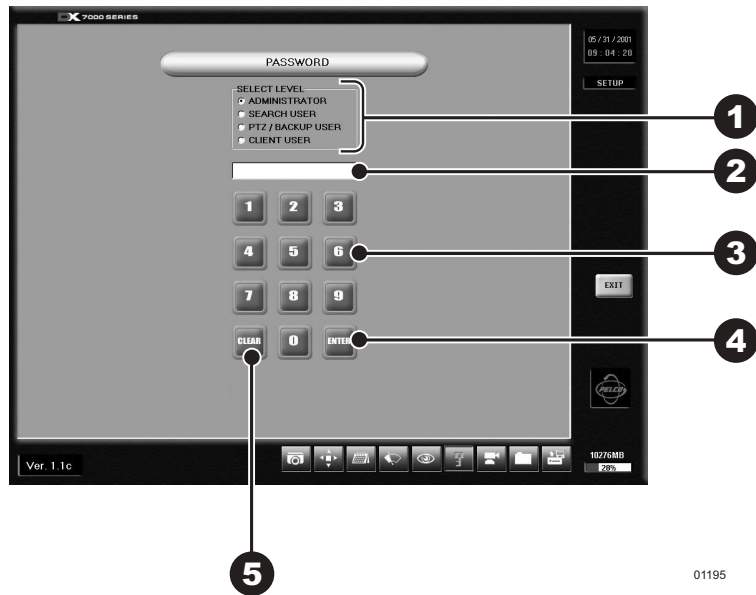 DX 7000 SERIES
05 / 31 / 2001
09 : 04 : 20
SETUP
PASSWORD
SELECT LEVEL
ADMINISTRATOR
SEARCH USER
PTZ / BACKUP USER
CLIENT USER
1
2
1 2 3
4 5 6
3
7 8 9
EXIT
CLEAR 0 ENTER
4
PELCO
Ver. 1.1c
10276MB
28%
5
01195